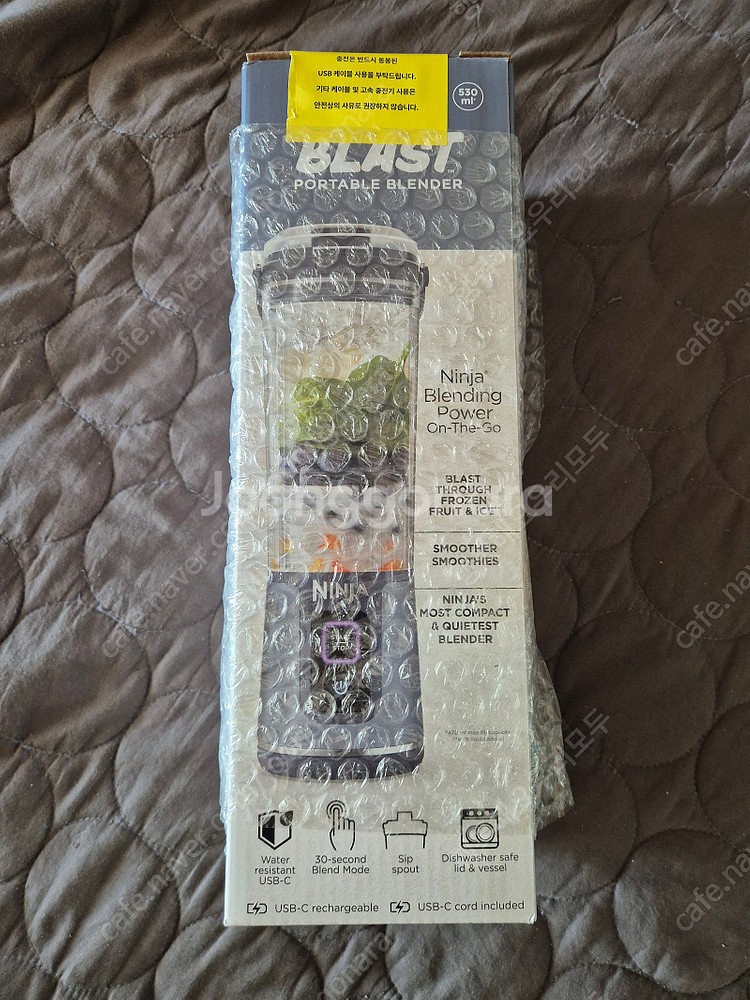 충전은 반드시 동봉된
USB 케이블 사용을 부탁드립니다.
기타 케이블 및 고속 충전기 사용은
안전상의 사유로 권장하지 않습니다.
530
ml*
BLAST
PORTABLE BLENDER
Ninja®
Blending
Power
On-The-Go
BLAST
THROUGH
FROZEN
FRUIT & ICE
Joonggonara
SMOOTHER
SMOOTHIES
NINJA
NINJA'S
MOST COMPACT
& QUIETEST
BLENDER
Water
resistant
USB-C
30-second
Blend Mode
Sip
spout
Dishwasher safe
lid & vessel
USB-C rechargeable
USB-C cord included
cafe.naver.com